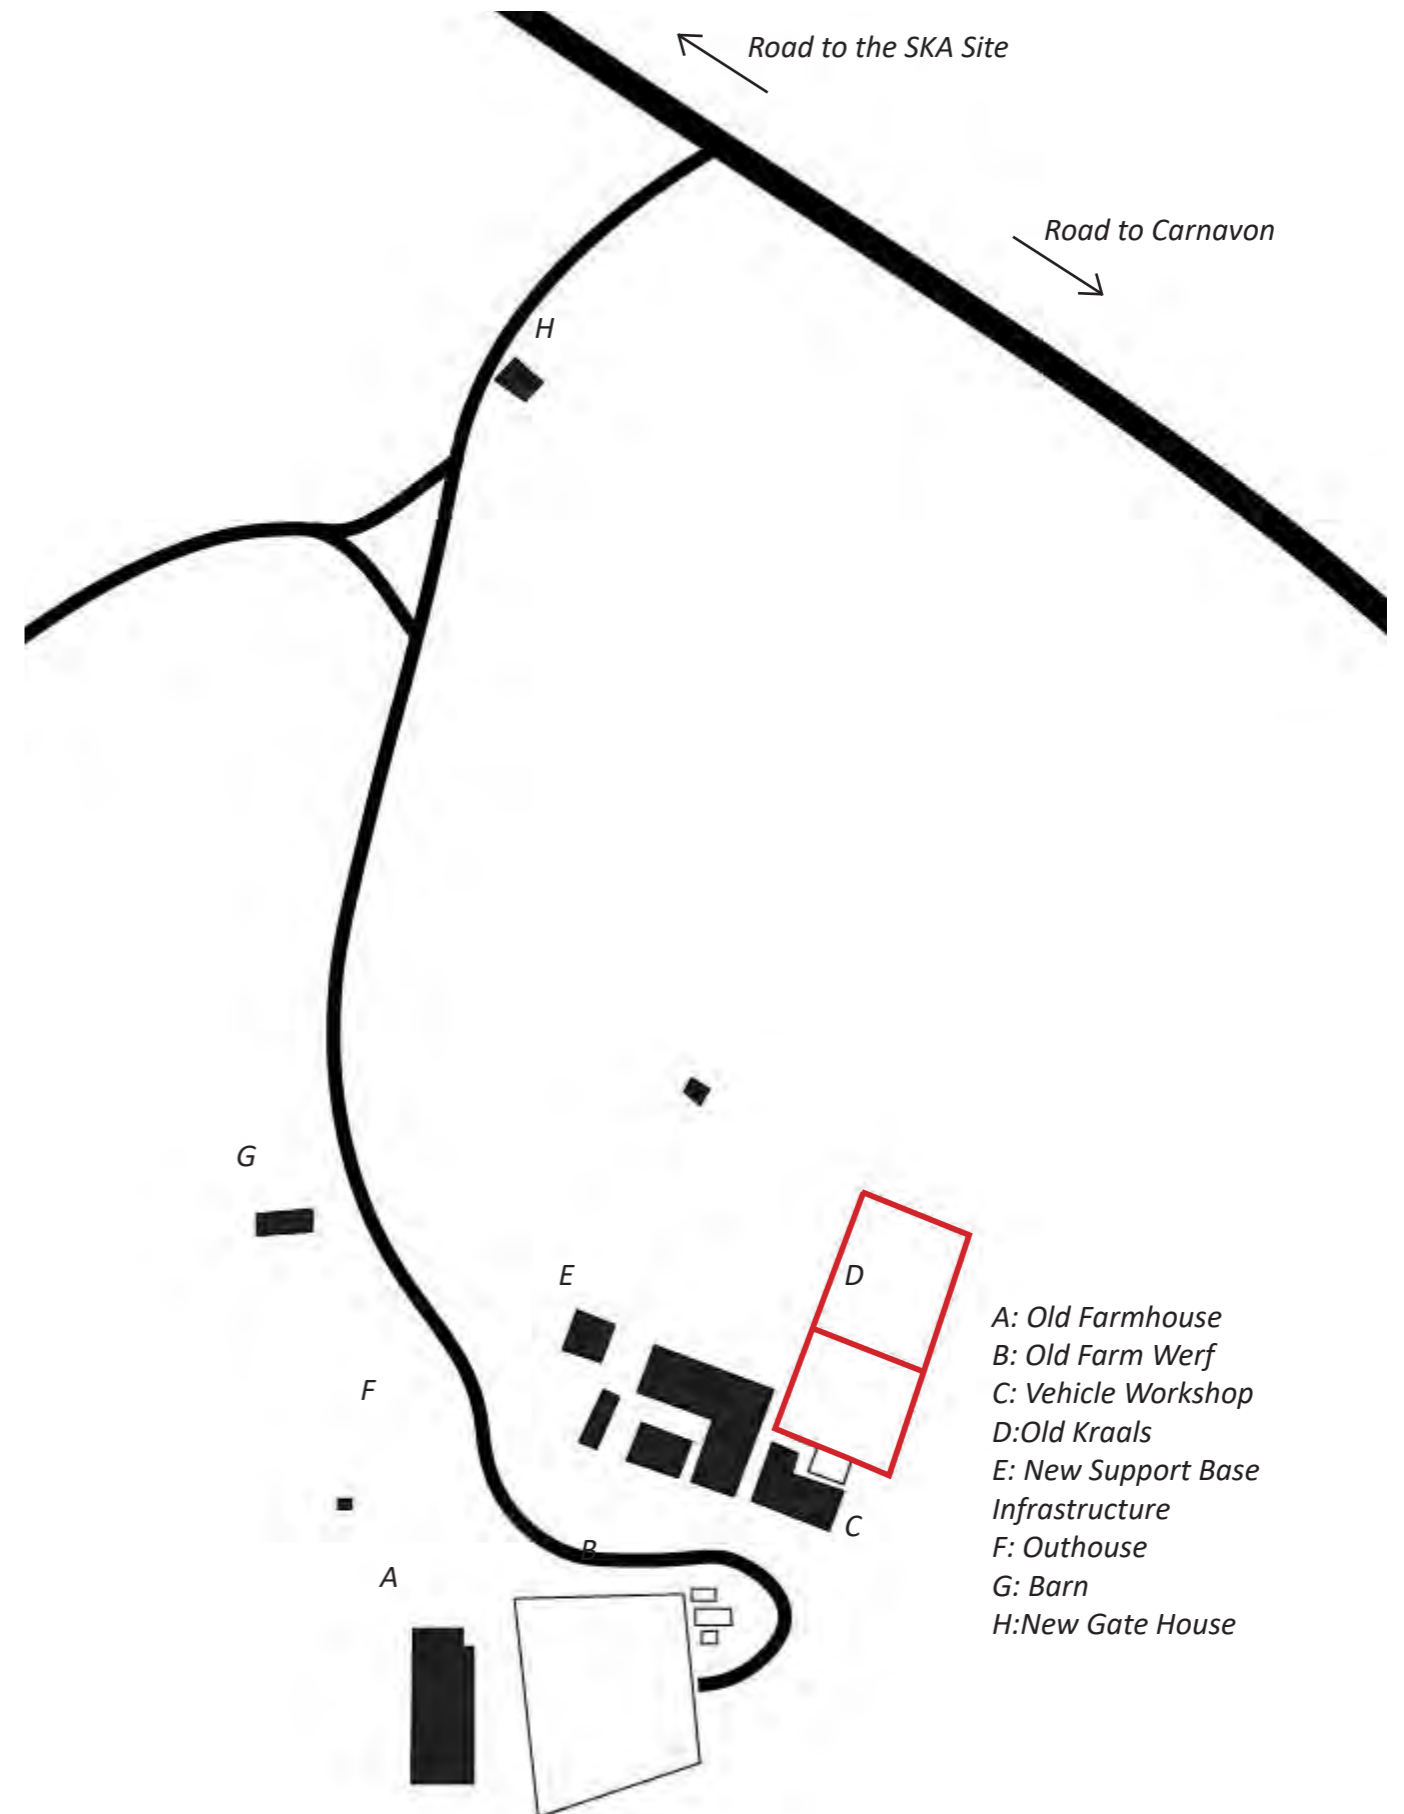 Road to the SKA Site
Road to Carnavon
H
G
E
D
F
C
B
A
A: Old Farmhouse
B: Old Farm Werf
C: Vehicle Workshop
D:Old Kraals
E: New Support Base
Infrastructure
F: Outhouse
G: Barn
H:New Gate House